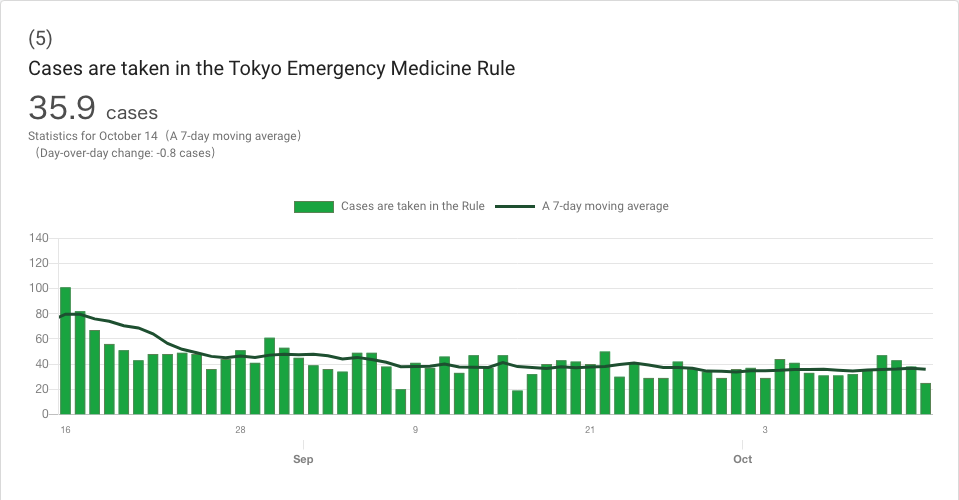 (5)
Cases are taken in the Tokyo Emergency Medicine Rule
35.9 cases
Statistics for October 14（A 7-day moving average）
（Day-over-day change: -0.8 cases）
Cases are taken in the Rule A 7-day moving average
140
120
100
80
60
40
20
0
16 28 9 21 3
Sep Oct